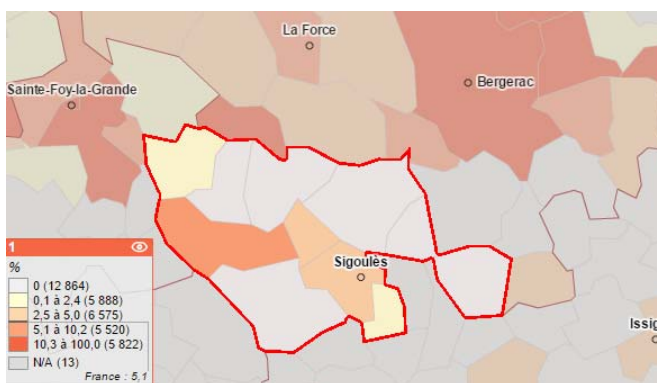 La Force
Bergerac
Sainte-Foy-la-Grande
Sigoulès
1
%
0 (12 864)
0,1 à 2,4 (5 888)
2,5 à 5,0 (6 575)
5,1 à 10,2 (5 520)
10,3 à 100,0 (5 822)
N/A (13)
France : 5,1
Issig